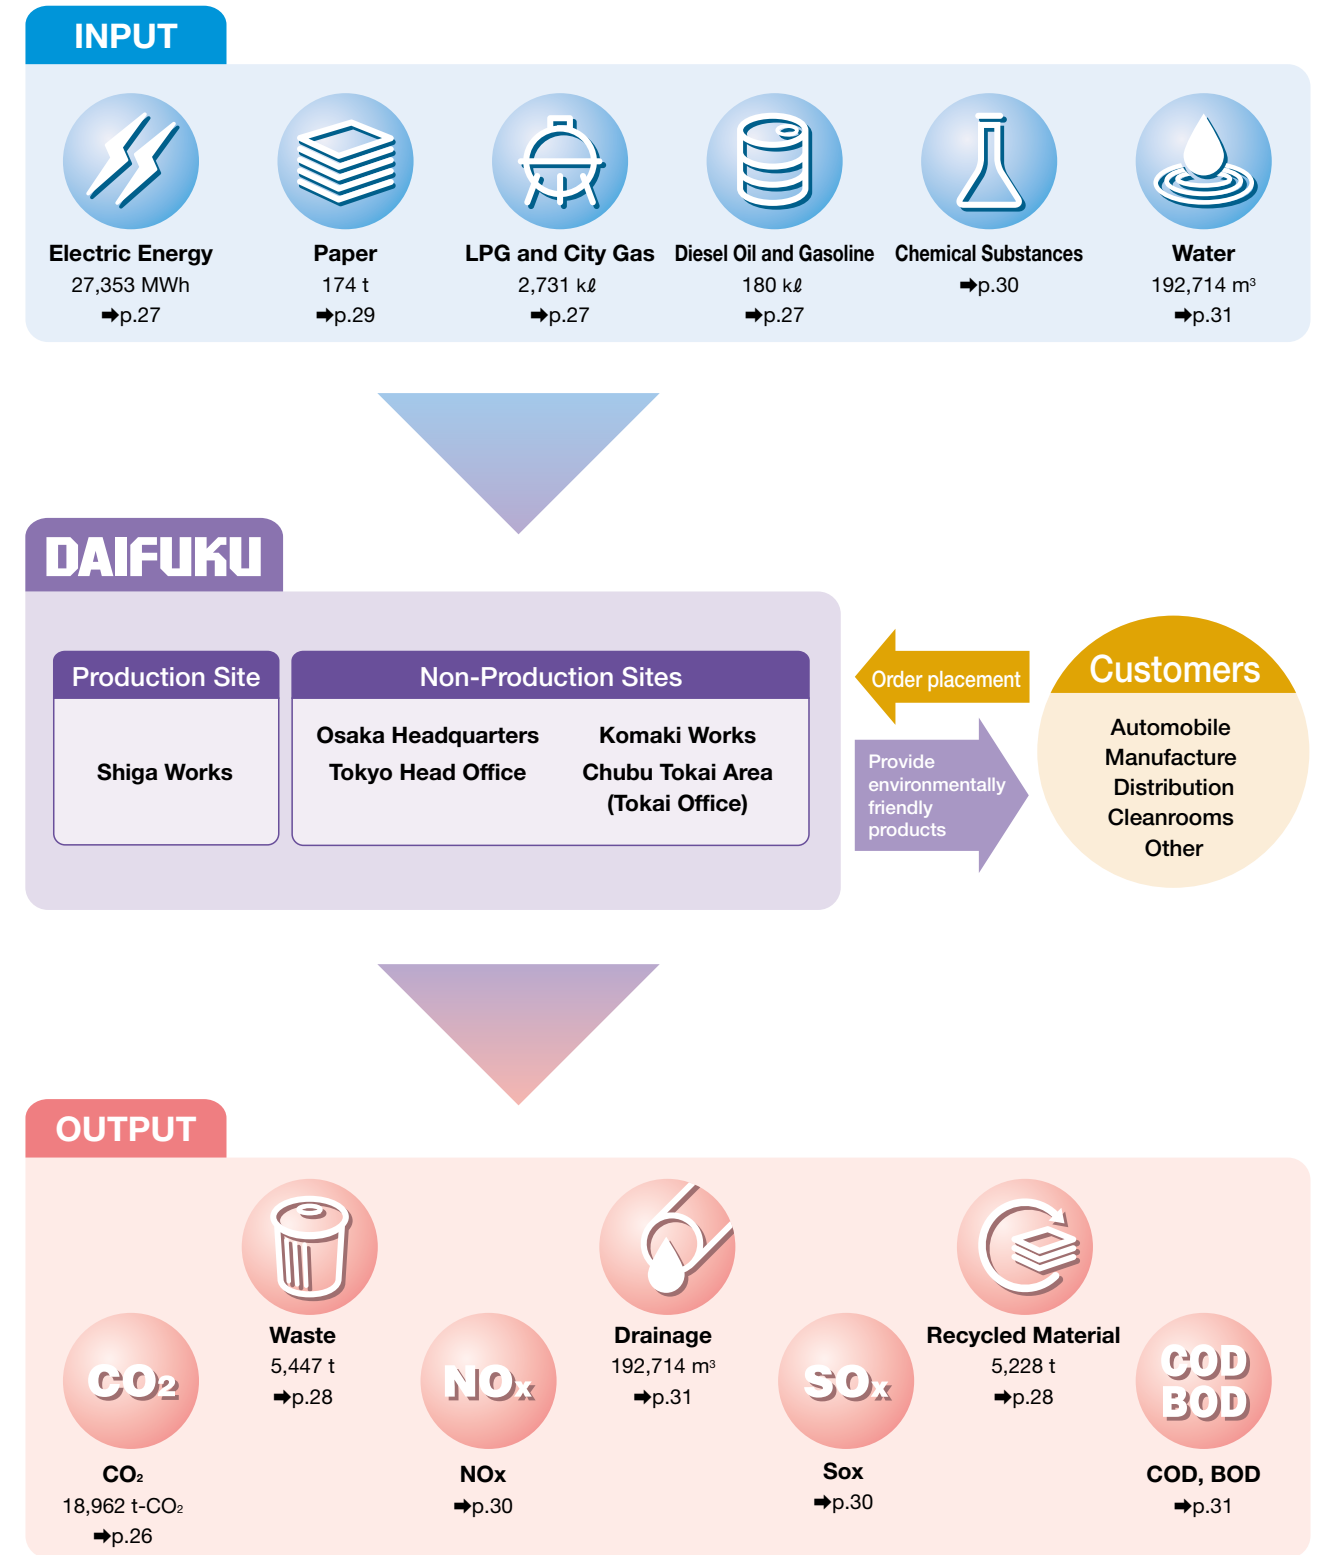 INPUT
Electric Energy
27,353 MWh
➡p.27
Paper
174 t
➡p.29
LPG and City Gas
2,731 kℓ
➡p.27
Diesel Oil and Gasoline
180 kℓ
➡p.27
Chemical Substances
➡p.30
Water
192,714 m³
➡p.31
DAIFUKU
Production Site
Shiga Works
Non-Production Sites
Osaka Headquarters
Tokyo Head Office
Komaki Works
Chubu Tokai Area
(Tokai Office)
Order placement
Provide
environmentally
friendly
products
Customers
Automobile
Manufacture
Distribution
Cleanrooms
Other
OUTPUT
CO₂
CO₂
18,962 t-CO₂
➡p.26
Waste
5,447 t
➡p.28
NOx
NOx
➡p.30
Drainage
192,714 m³
➡p.31
SOx
Sox
➡p.30
Recycled Material
5,228 t
➡p.28
COD
BOD
COD, BOD
➡p.31